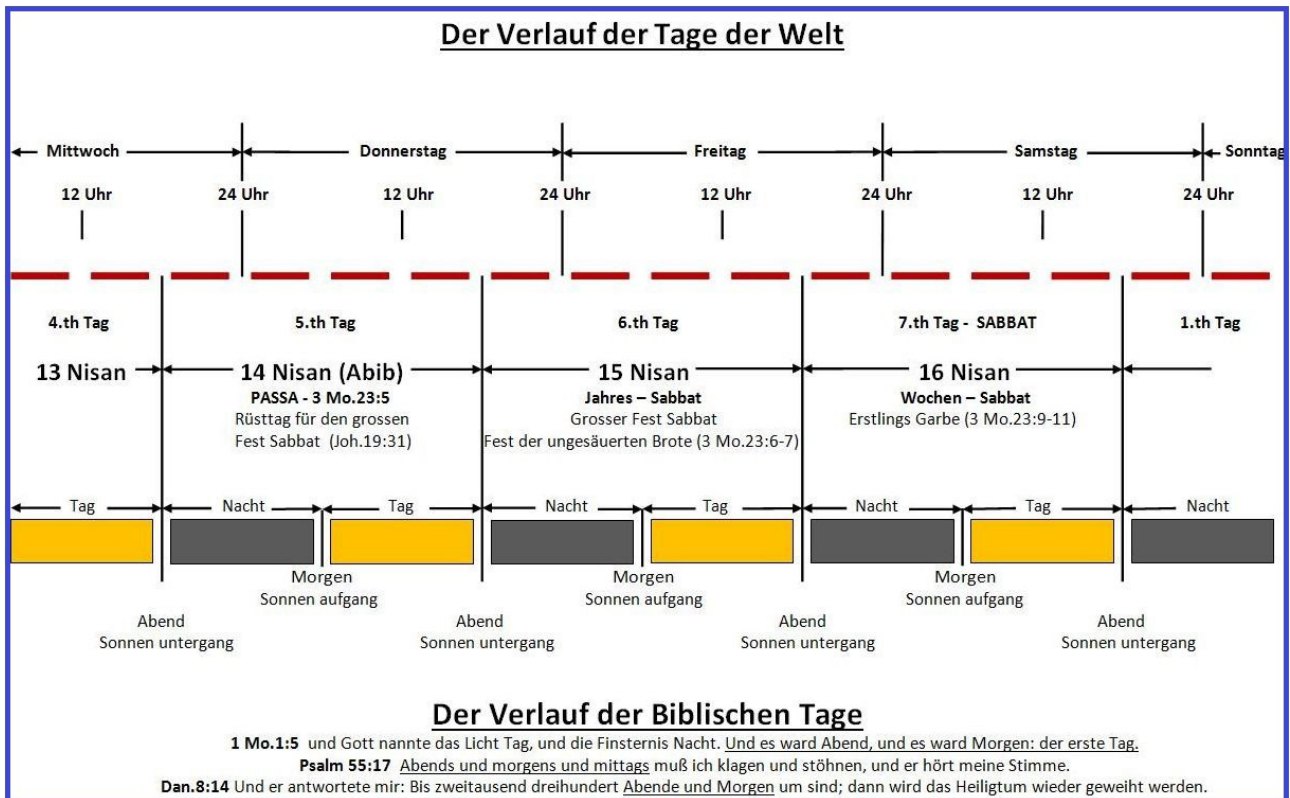 Der Verlauf der Tage der Welt
Mittwoch Donnerstag Freitag Samstag Sonntag
12 Uhr 24 Uhr 12 Uhr 24 Uhr 12 Uhr 24 Uhr 12 Uhr 24 Uhr
4.th Tag 5.th Tag 6.th Tag 7.th Tag - SABBAT 1.th Tag
13 Nisan 14 Nisan (Abib) 15 Nisan 16 Nisan
PASSA - 3 Mo.23:5 Jahres – Sabbat Wochen – Sabbat
Rüsttag für den grossen Grosser Fest Sabbat Erstlings Garbe (3 Mo.23:9-11)
Fest Sabbat (Joh.19:31) Fest der ungesäuerten Brote (3 Mo.23:6-7)
Tag Nacht Tag Nacht Tag Nacht Tag Nacht
Morgen Morgen Morgen
Sonnen aufgang Sonnen aufgang Sonnen aufgang
Abend Abend Abend Abend
Sonnen untergang Sonnen untergang Sonnen untergang Sonnen untergang
Der Verlauf der Biblischen Tage
1 Mo.1:5 und Gott nannte das Licht Tag, und die Finsternis Nacht. Und es ward Abend, und es ward Morgen: der erste Tag.
Psalm 55:17 Abends und morgens und mittags muß ich klagen und stöhnen, und er hört meine Stimme.
Dan.8:14 Und er antwortete mir: Bis zweitausend dreihundert Abende und Morgen um sind; dann wird das Heiligtum wieder geweiht werden.